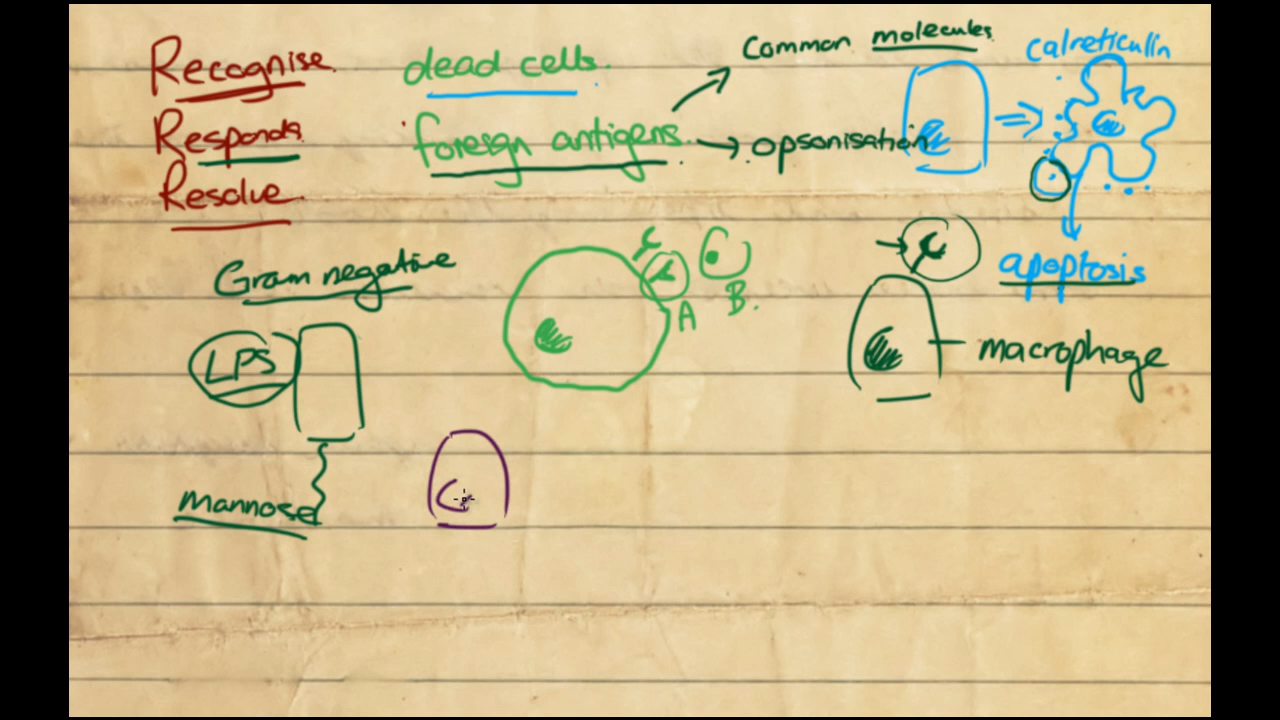 Recognise
Responds
Resolve
dead cells
foreign antigens
Common molecules
opsonisation
calreticulin
apoptosis
Gram negative
LPS
mannose
A
B.
macrophage